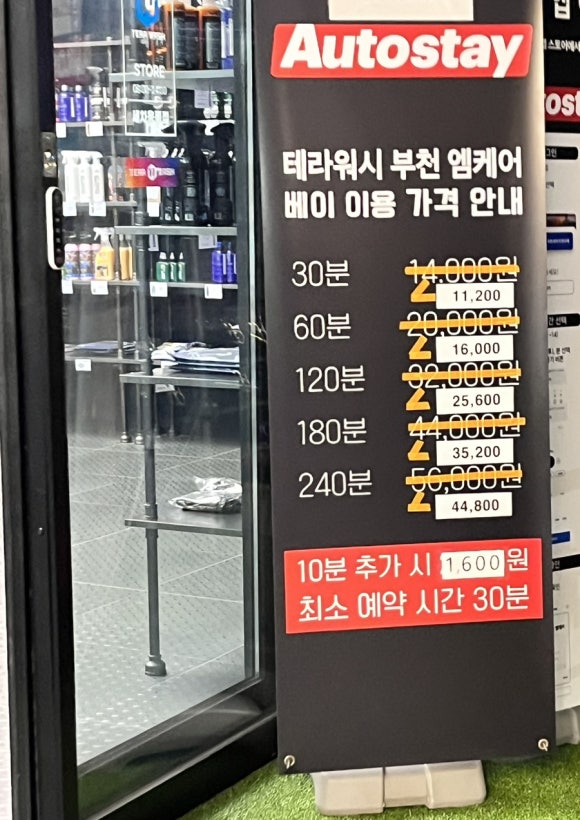 TERA WASH
STORE
Autostay
테라워시 부천 엠케어
베이 이용 가격 안내
30분 14,000원
11,200
60분 20,000원
16,000
120분 32,000원
25,600
180분 44,000원
35,200
240분 56,000원
44,800
10분 추가 시 1,600원
최소 예약 시간 30분